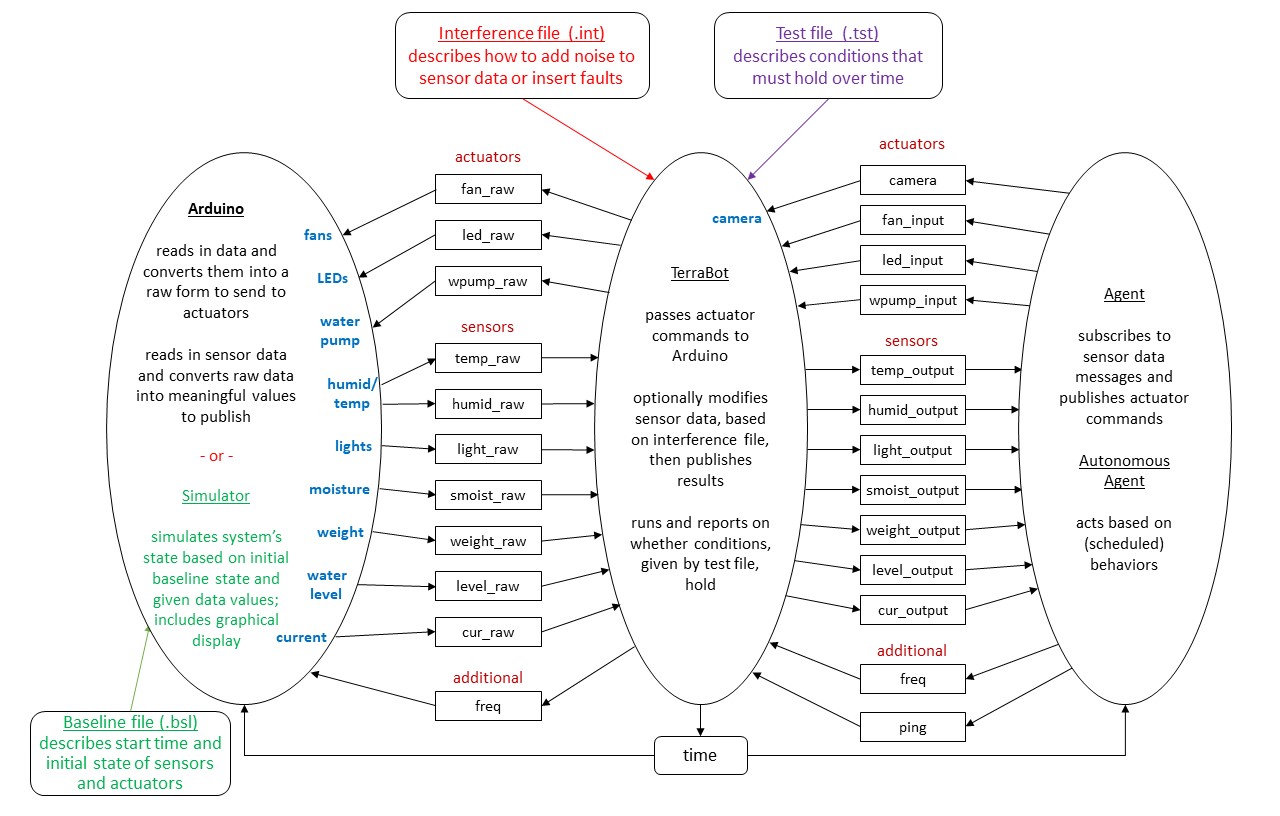 Interference file (.int)
describes how to add noise to
sensor data or insert faults
Test file (.tst)
describes conditions that
must hold over time
Arduino
reads in data and
converts them into a
raw form to send to
actuators
reads in sensor data
and converts raw data
into meaningful values
to publish
- or -
Simulator
simulates system's
state based on initial
baseline state and
given data values;
includes graphical
display
fans
LEDs
water
pump
humid/
temp
lights
moisture
weight
water
level
current
Baseline file (.bsl)
describes start time and
initial state of sensors
and actuators
actuators
fan_raw
led_raw
wpump_raw
sensors
temp_raw
humid_raw
light_raw
smoist_raw
weight_raw
level_raw
cur_raw
additional
freq
camera
TerraBot
passes actuator
commands to
Arduino
optionally modifies
sensor data, based
on interference file,
then publishes
results
runs and reports on
whether conditions,
given by test file,
hold
time
actuators
camera
fan_input
led_input
wpump_input
sensors
temp_output
humid_output
light_output
smoist_output
weight_output
level_output
cur_output
additional
freq
ping
Agent
subscribes to
sensor data
messages and
publishes actuator
commands
Autonomous
Agent
acts based on
(scheduled)
behaviors